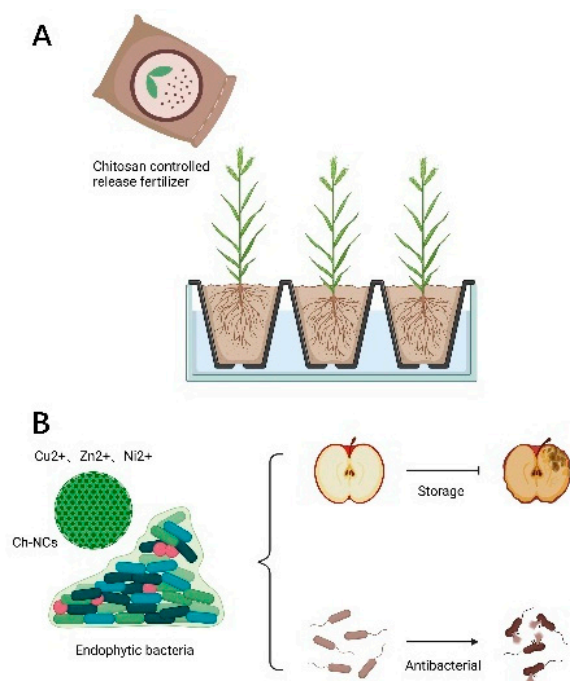 A
Chitosan controlled
release fertilizer
B
Cu2+、Zn2+、Ni2+
Ch-NCs
Endophytic bacteria
Storage
Antibacterial